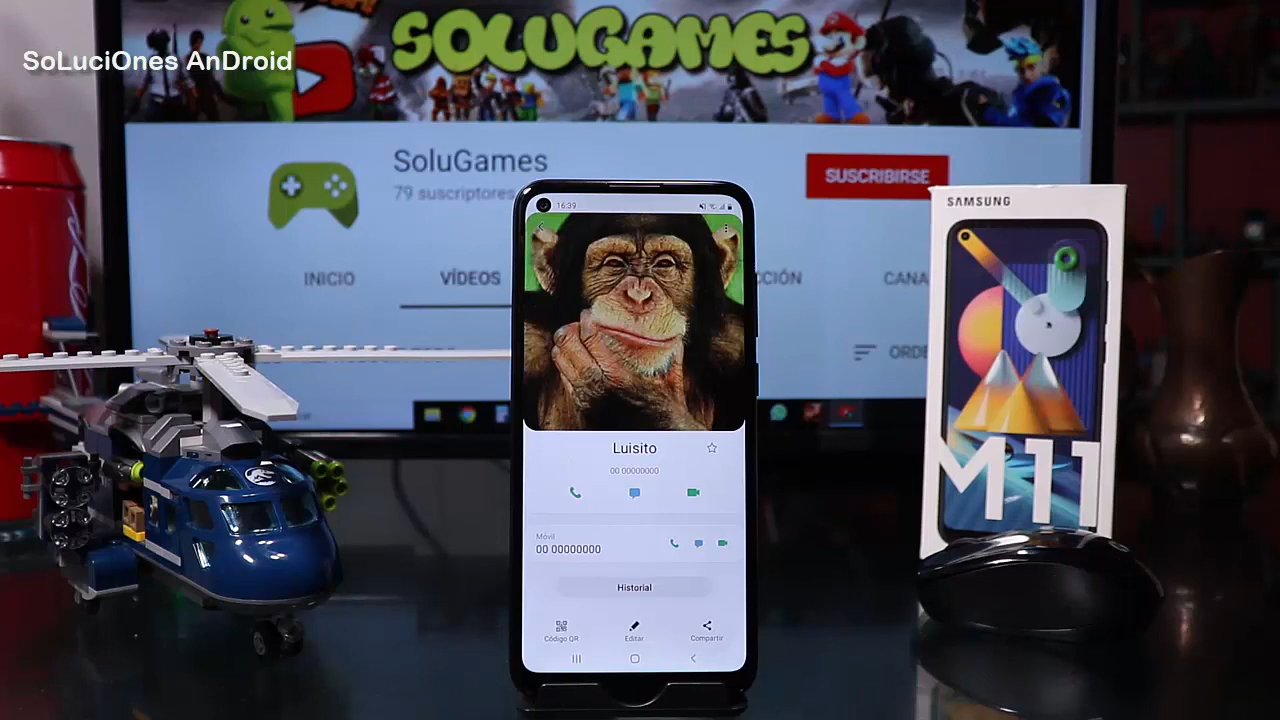 SoLuciOnes AnDroid
SOLUGAMES
SoluGames
79 suscriptores
SUSCRIBIRSE
INICIO
VÍDEOS
CCIÓN
CANA
ORDE
16:39
Luisito
00 00000000
Móvil
00 00000000
Historial
Código QR
Editar
Compartir
SAMSUNG
M11